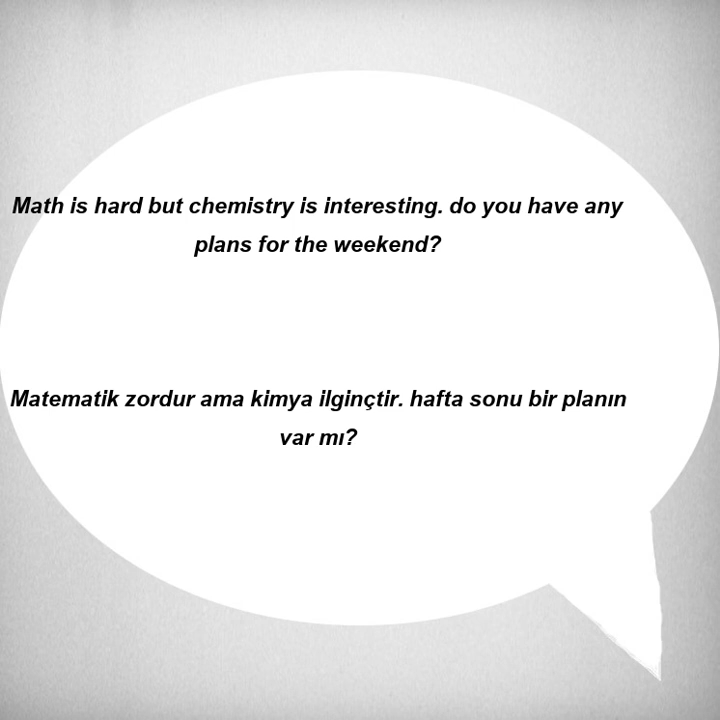 Math is hard but chemistry is interesting. do you have any
plans for the weekend?
Matematik zordur ama kimya ilginçtir. hafta sonu bir planın
var mı?